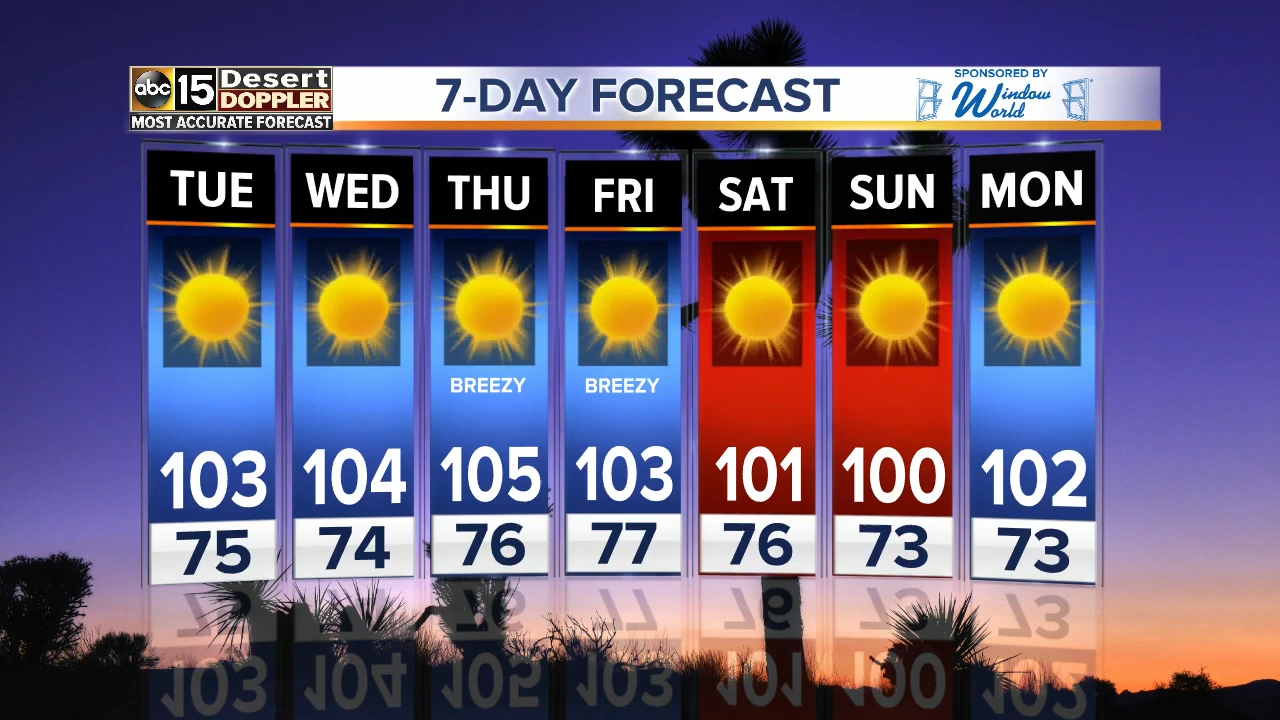 abc 15 Desert
DOPPLER
MOST ACCURATE FORECAST
7-DAY FORECAST
SPONSORED BY
Window
World
TUE WED THU FRI SAT SUN MON
BREEZY BREEZY
103 104 105 103 101 100 102
75 74 76 77 76 73 73